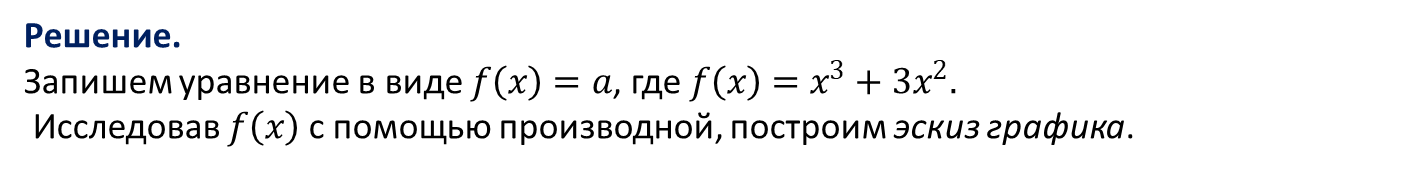 Решение.
Запишем уравнение в виде f(x) = a, где f(x) = x³ + 3x².
Исследовав f(x) с помощью производной, построим эскиз графика.